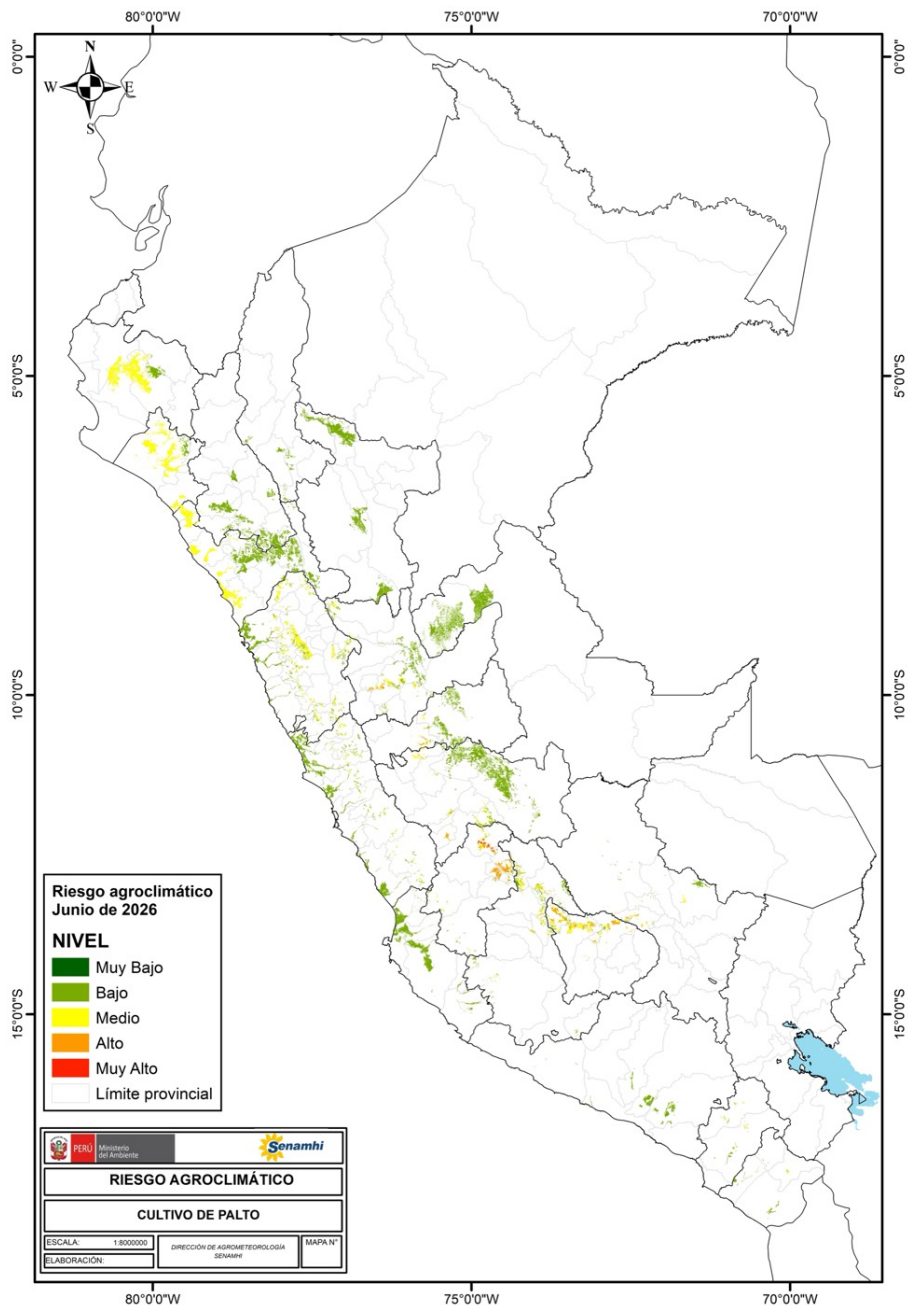 80°0'0"W
75°0'0"W
70°0'0"W
0°0'0"
N
W
E
S
5°0'0"S
5°0'0"S
10°0'0"S
10°0'0"S
15°0'0"S
15°0'0"S
Riesgo agroclimático
Junio de 2026
NIVEL
Muy Bajo
Bajo
Medio
Alto
Muy Alto
Límite provincial
PERÚ
Ministerio
del Ambiente
Senamhi
RIESGO AGROCLIMÁTICO
CULTIVO DE PALTO
ESCALA: 1:8000000
DIRECCIÓN DE AGROMETEOROLOGÍA
SENAMHI
MAPA N°
ELABORACIÓN:
80°0'0"W
75°0'0"W
70°0'0"W